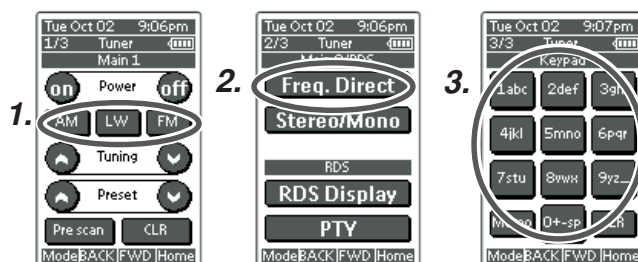 1.
Tue Oct 02 9:06pm
1/3 Tuner
Main 1
on Power off
AM LW FM
Tuning
Preset
Pre scan CLR
Mode BACK FWD Home
2.
Tue Oct 02 9:06pm
2/3 Tuner
Freq. Direct
Stereo/Mono
RDS
RDS Display
PTY
Mode BACK FWD Home
3.
Tue Oct 02 9:07pm
3/3 Tuner
Keypad
1abc 2def 3ghi
4jkl 5mno 6pqr
7stu 8vwx 9yz_
0+-sp
Mode BACK FWD Home